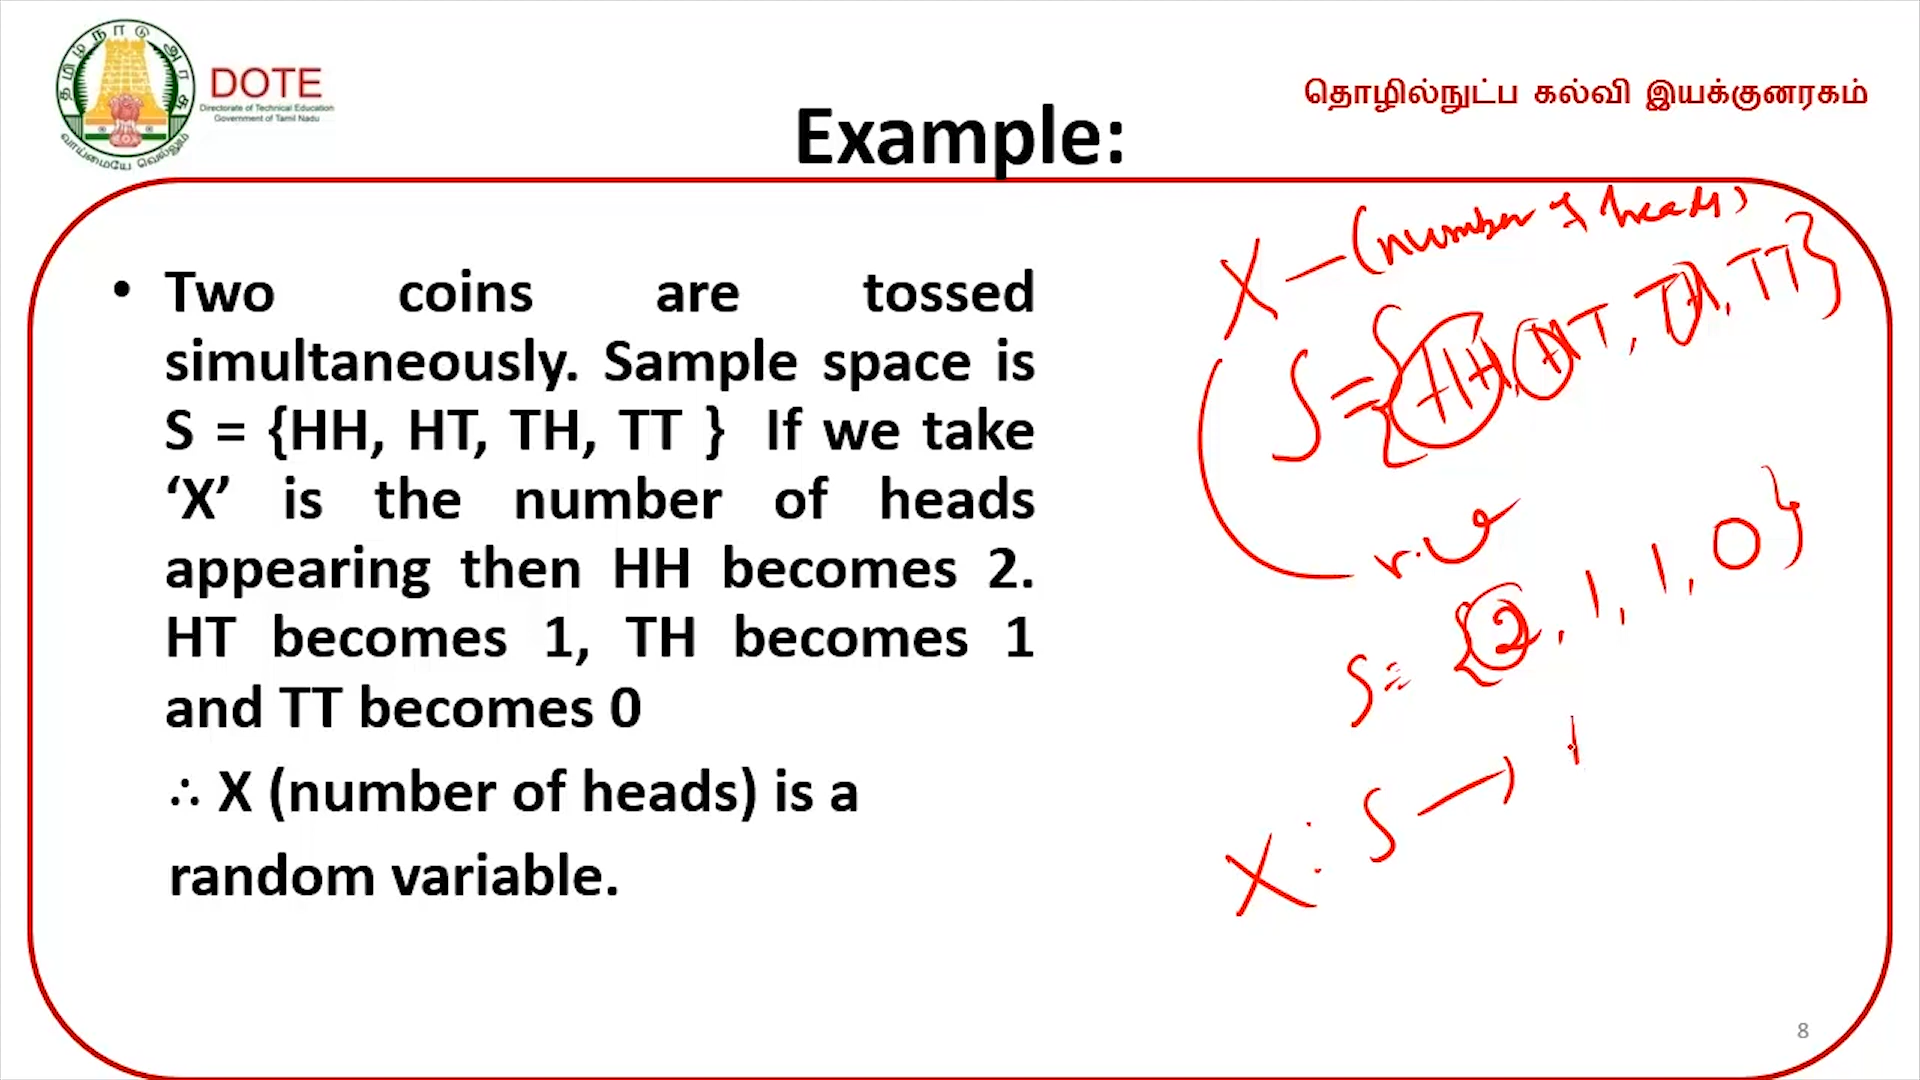 தமிழ்நாடு அரசு
வாய்மையே வெல்லும்
DOTE
Directorate of Technical Education
Government of Tamil Nadu
தொழில்நுட்ப கல்வி இயக்குனரகம்
Example:
• Two coins are tossed
simultaneously. Sample space is
S = {HH, HT, TH, TT } If we take
‘X’ is the number of heads
appearing then HH becomes 2.
HT becomes 1, TH becomes 1
and TT becomes 0
∴ X (number of heads) is a
random variable.
X – (number of heads)
S = {HH, HT, TH, TT}
r.v
S = {2, 1, 1, 0}
X : S →
8